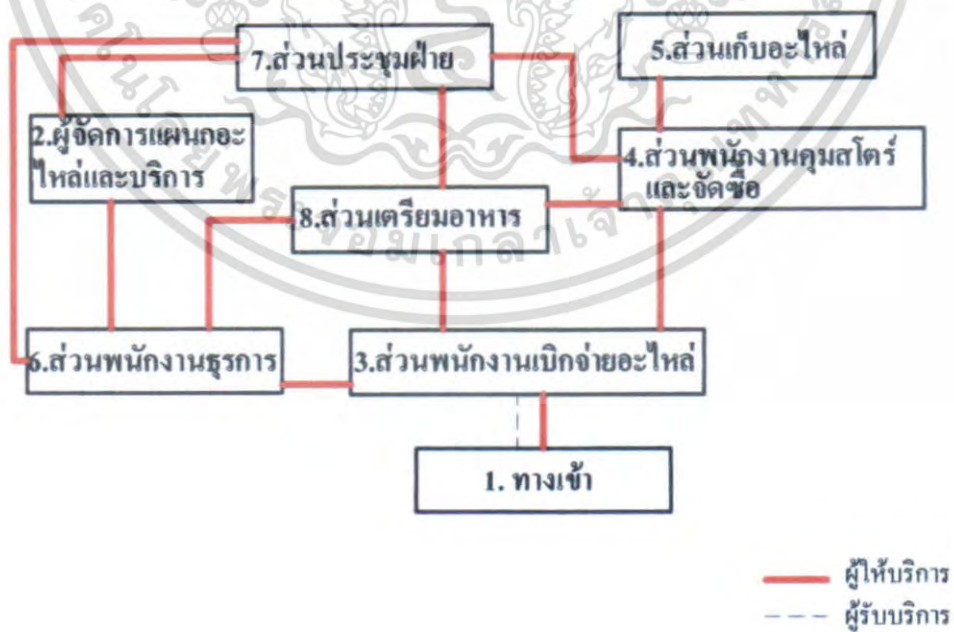 7.ส่วนประชุมฝ่าย
5.ส่วนเก็บอะไหล่
2.ผู้จัดการแผนกอะ
ไหล่และบริการ
4.ส่วนพนักงานคุมสโตร์
และจัดซื้อ
8.ส่วนเตรียมอาหาร
6.ส่วนพนักงานธุรการ
3.ส่วนพนักงานเบิกจ่ายอะไหล่
1. ทางเข้า
ผู้ให้บริการ
ผู้รับบริการ